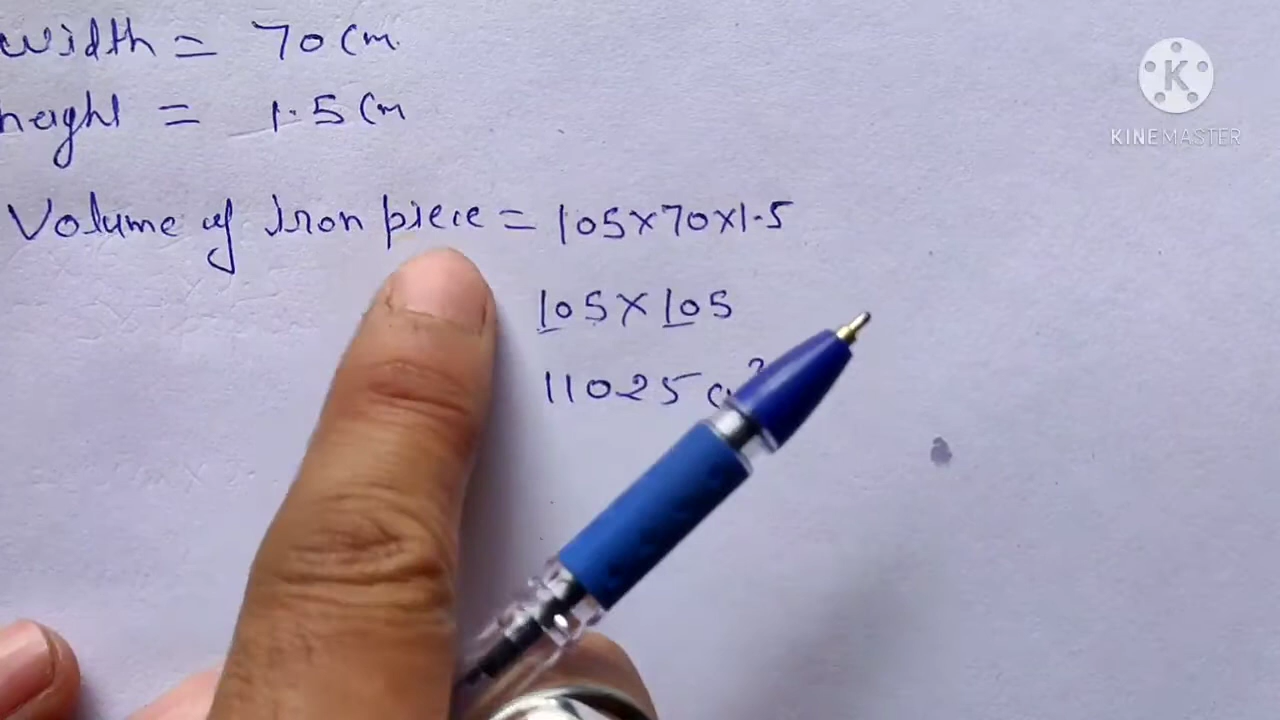 width = 70 cm
height = 1.5 cm
KINEMASTER
Volume of iron piece = 105×70×1.5
105×105
11025